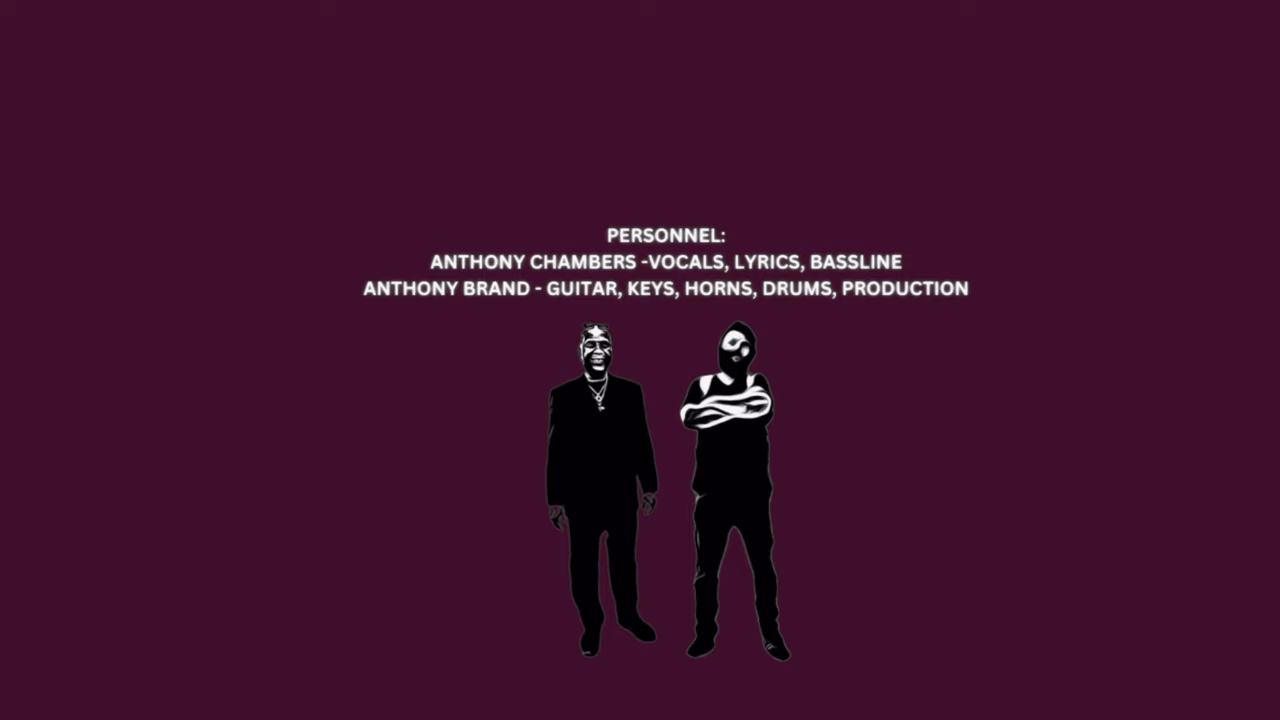 PERSONNEL:
ANTHONY CHAMBERS -VOCALS, LYRICS, BASSLINE
ANTHONY BRAND - GUITAR, KEYS, HORNS, DRUMS, PRODUCTION